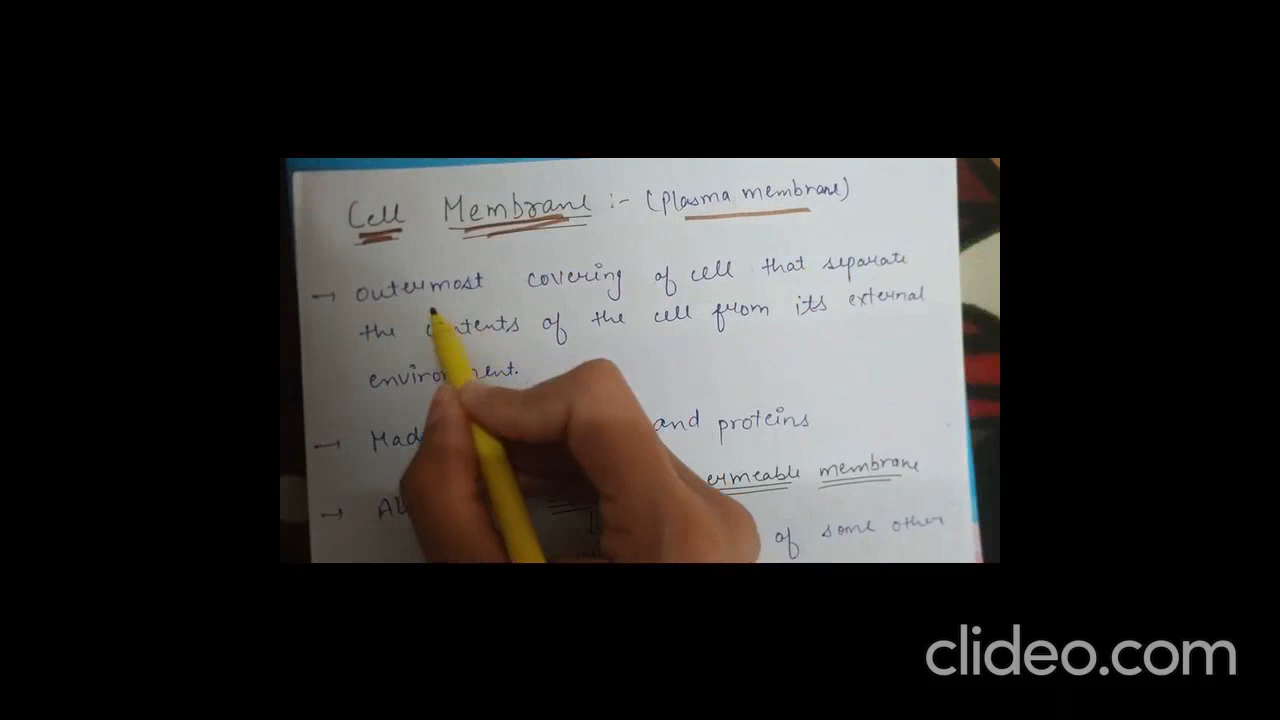 Cell Membrane :- (Plasma membrane)
→ Outermost covering of cell that separate
the contents of the cell from its external
environment.
→ and proteins
→ membrane
of some other
clideo.com